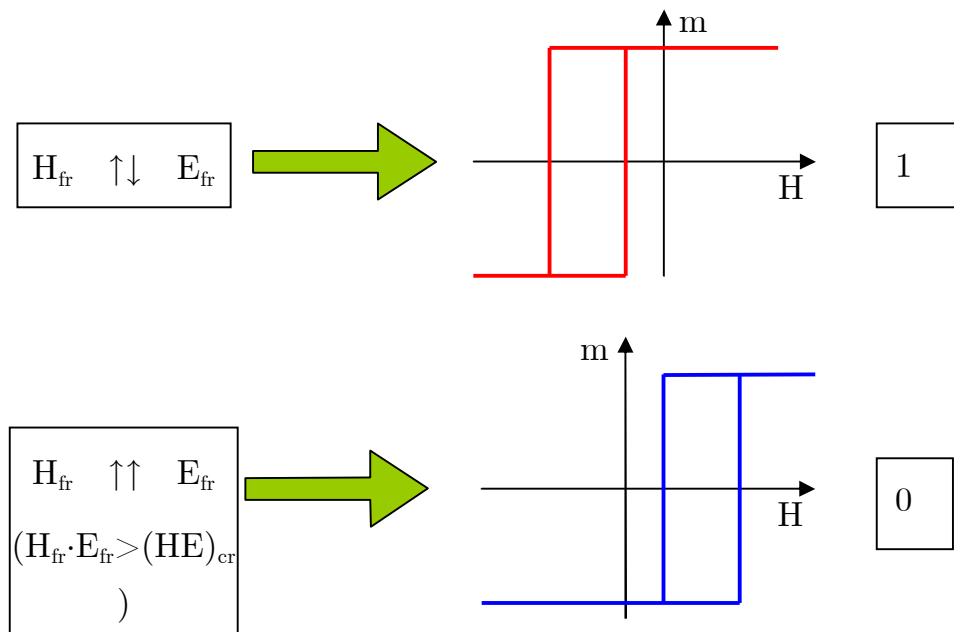 m
H_fr ↑↓ E_fr
H
1
m
H_fr ↑↑ E_fr
(H_fr·E_fr>(HE)_cr
)
H
0